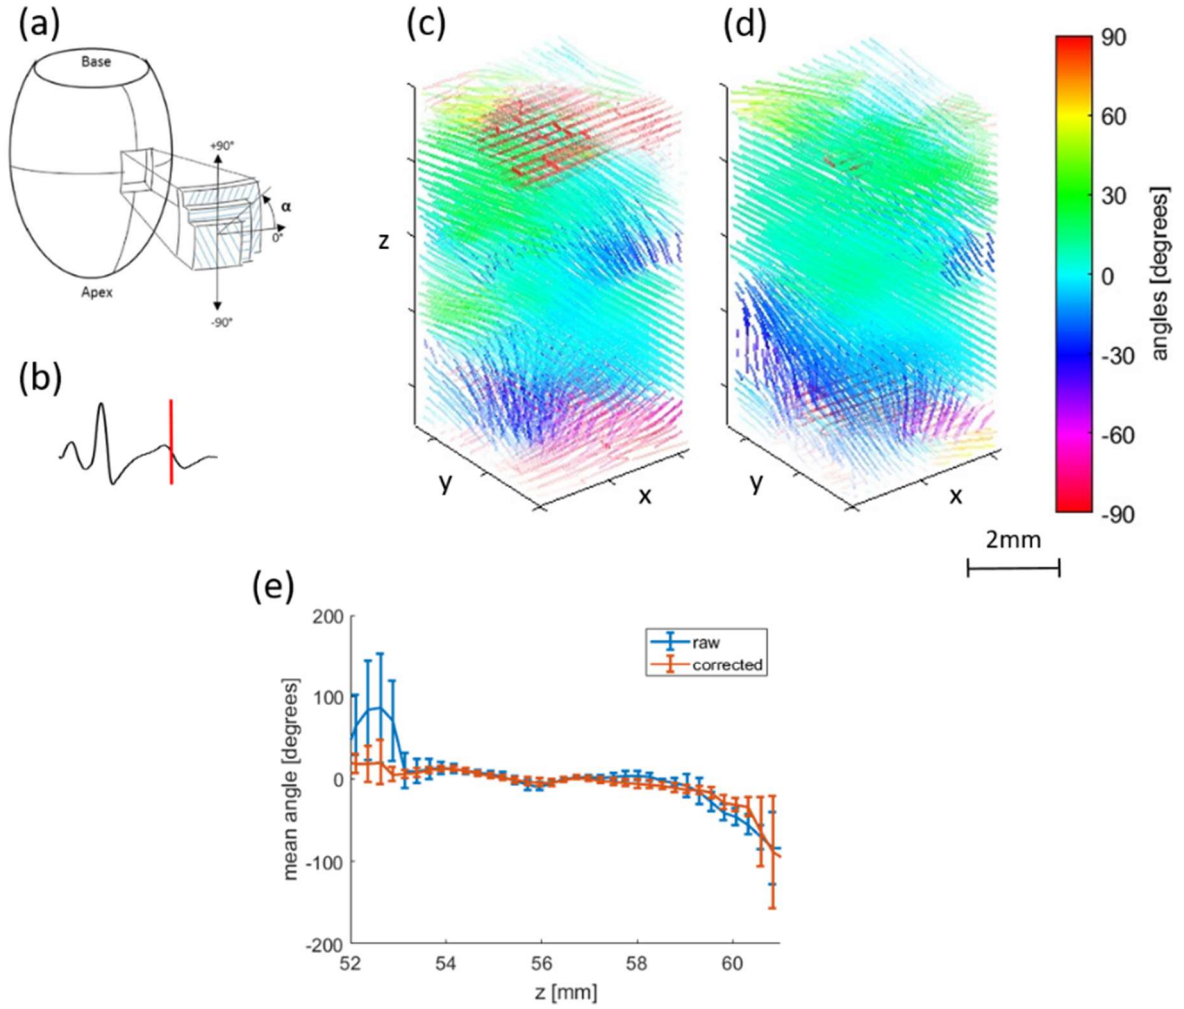 (a)
Base
+90°
α
0°
Apex
-90°
(b)
(c)
z
y
x
(d)
y
x
90
60
30
0
-30
-60
-90
angles [degrees]
2mm
(e)
200
100
0
-100
-200
mean angle [degrees]
raw
corrected
52
54
56
58
60
z [mm]